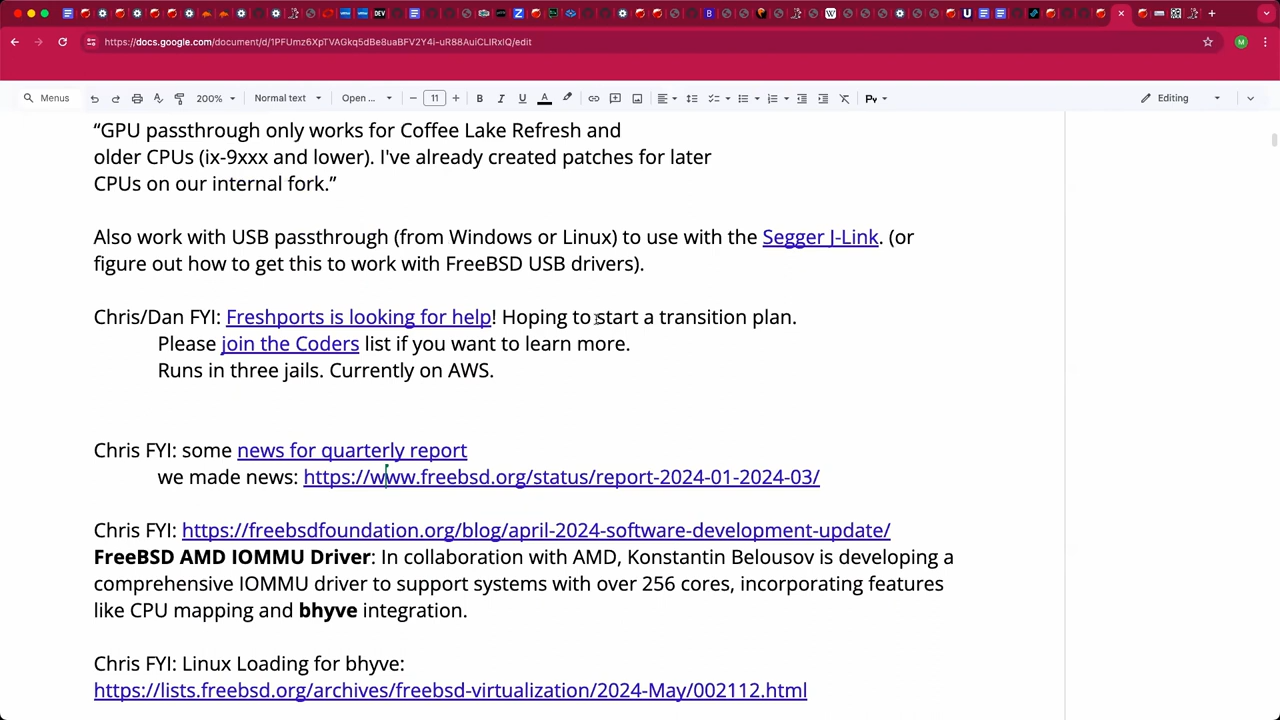 DEV
Z
B
W
U
https://docs.google.com/document/d/1PFUmz6XpTVAGkq5dBe8uaBFV2Y4i-uR88AuiCLIRxlQ/edit
M
Menus
200%
Normal text
Open ...
11
B I U A
Editing
“GPU passthrough only works for Coffee Lake Refresh and
older CPUs (ix-9xxx and lower). I've already created patches for later
CPUs on our internal fork.”
Also work with USB passthrough (from Windows or Linux) to use with the Segger J-Link. (or
figure out how to get this to work with FreeBSD USB drivers).
Chris/Dan FYI: Freshports is looking for help! Hoping to start a transition plan.
Please join the Coders list if you want to learn more.
Runs in three jails. Currently on AWS.
Chris FYI: some news for quarterly report
we made news: https://www.freebsd.org/status/report-2024-01-2024-03/
Chris FYI: https://freebsdfoundation.org/blog/april-2024-software-development-update/
FreeBSD AMD IOMMU Driver: In collaboration with AMD, Konstantin Belousov is developing a
comprehensive IOMMU driver to support systems with over 256 cores, incorporating features
like CPU mapping and bhyve integration.
Chris FYI: Linux Loading for bhyve:
https://lists.freebsd.org/archives/freebsd-virtualization/2024-May/002112.html